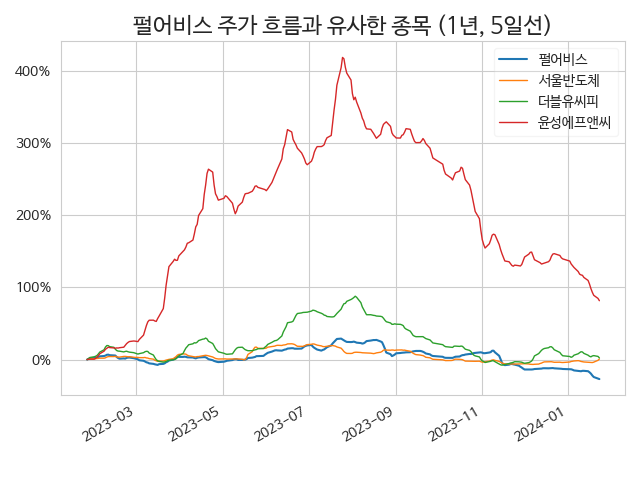 펄어비스 주가 흐름과 유사한 종목 (1년, 5일선)
펄어비스
서울반도체
더블유씨피
윤성에프앤씨
400%
300%
200%
100%
0%
2023-03
2023-05
2023-07
2023-09
2023-11
2024-01